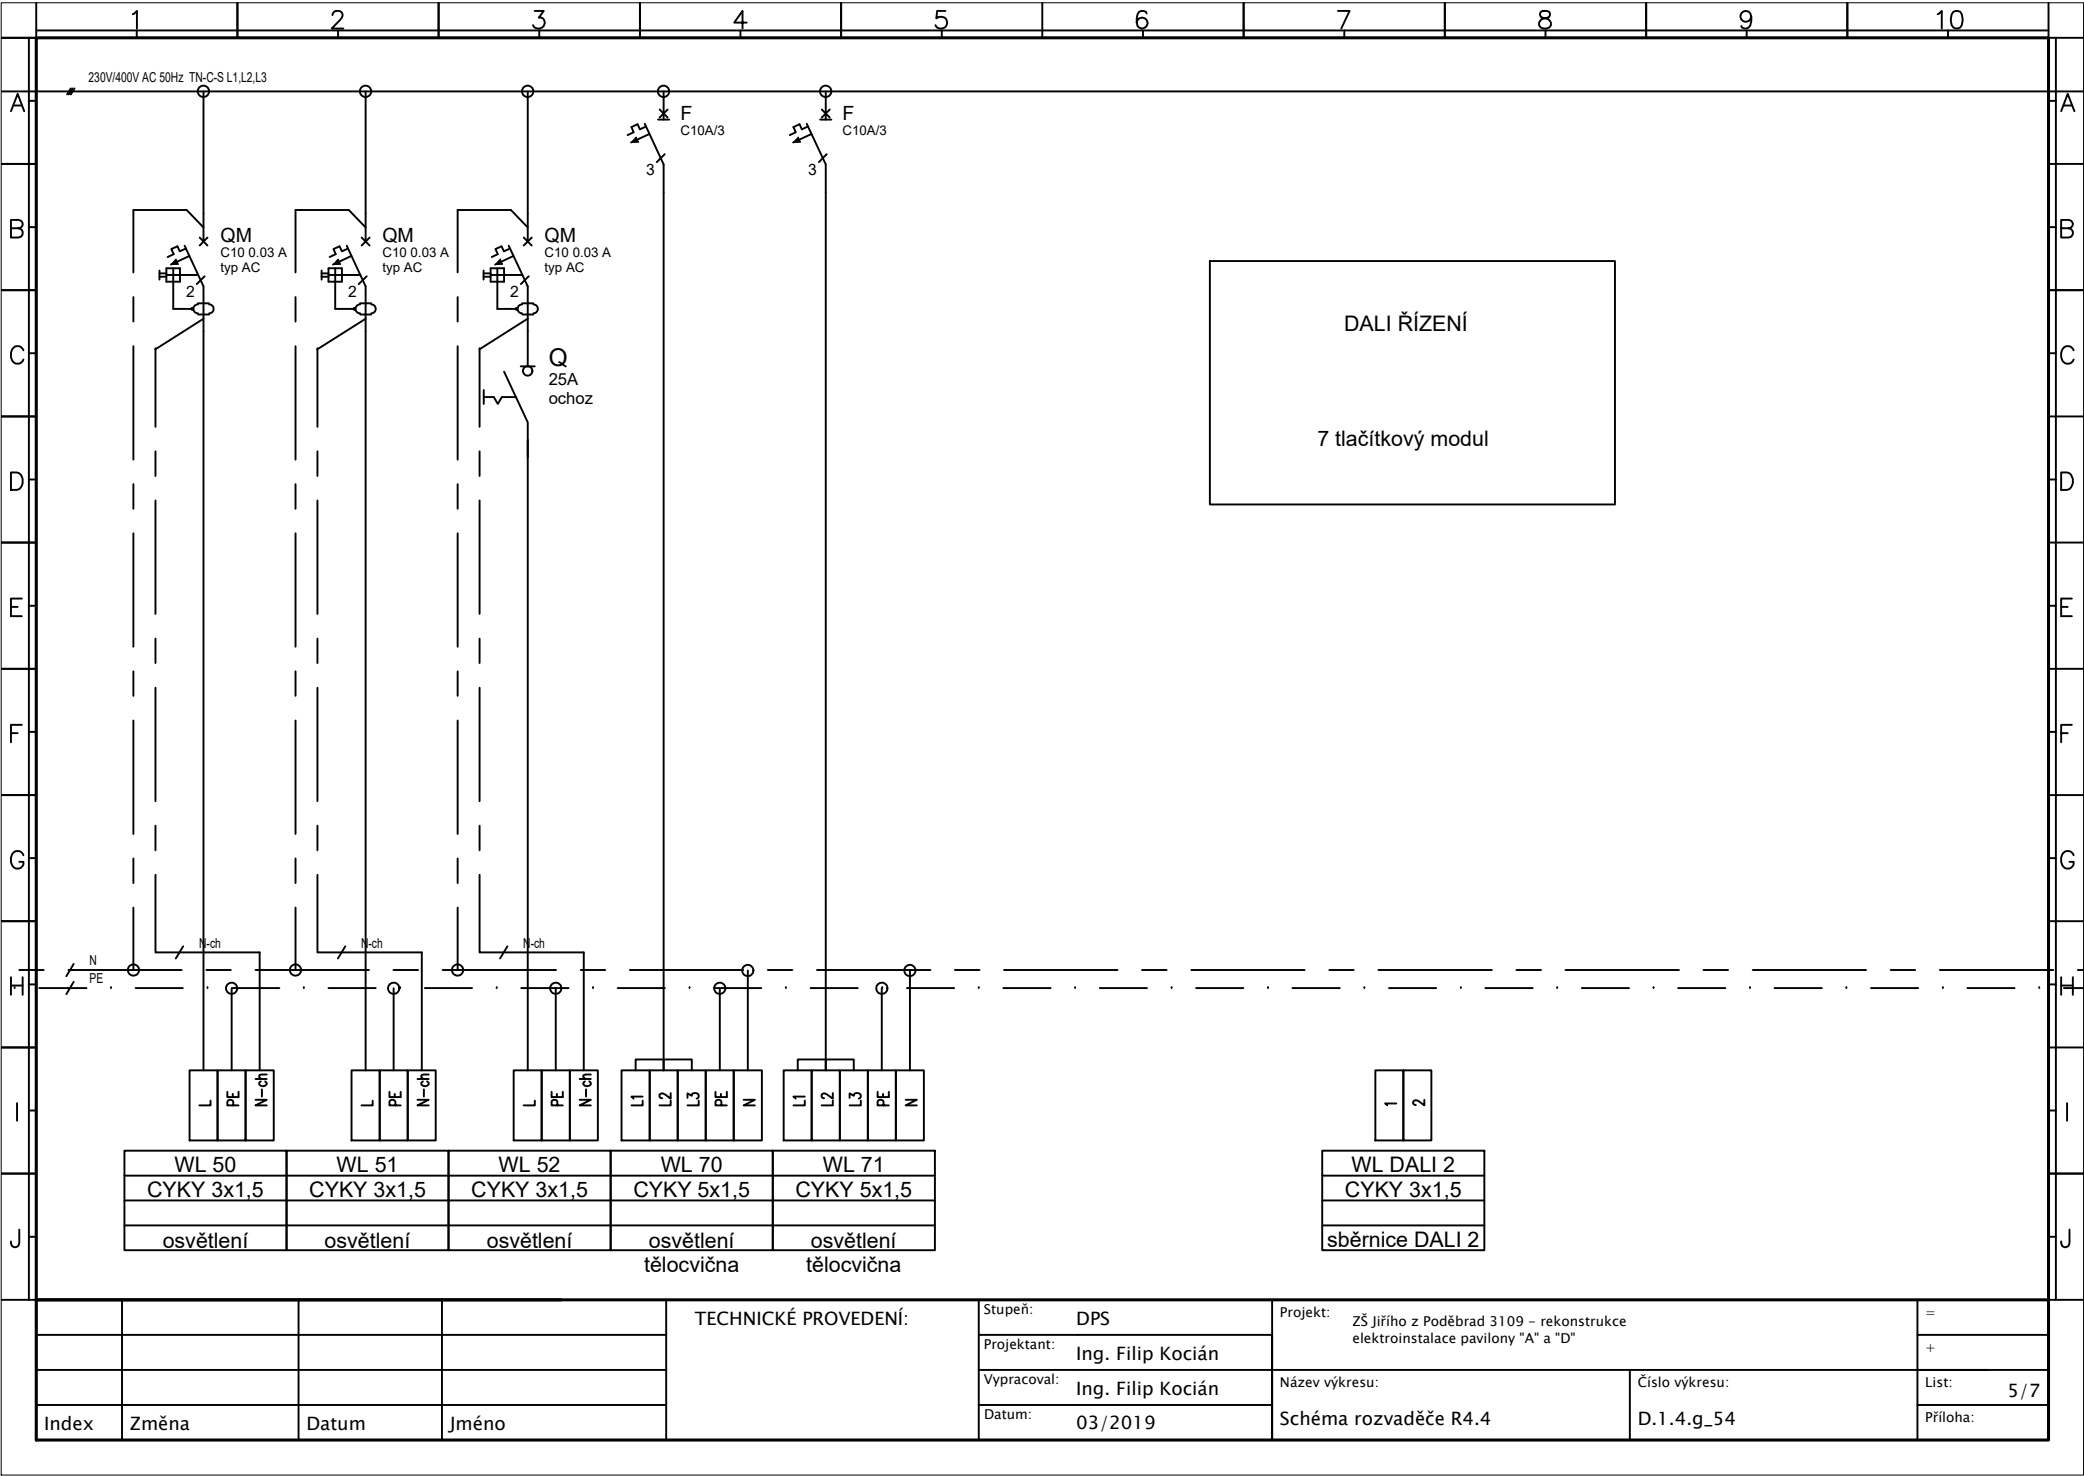 1 2 3 4 5 6 7 8 9 10
230V/400V AC 50Hz TN-C-S L1,L2,L3
A A
F
C10A/3
3
F
C10A/3
3
B B
QM
C10 0.03 A
typ AC
2
QM
C10 0.03 A
typ AC
2
QM
C10 0.03 A
typ AC
2
C C
Q
25A
ochoz
DALI ŘÍZENÍ
7 tlačítkový modul
D D
E E
F F
G G
N-ch N-ch N-ch
N
PE
H H
L PE N-ch
L PE N-ch
L PE N-ch
L1 L2 L3 PE N
L1 L2 L3 PE N
1 2
I I
WL 50 WL 51 WL 52 WL 70 WL 71 WL DALI 2
CYKY 3x1,5 CYKY 3x1,5 CYKY 3x1,5 CYKY 5x1,5 CYKY 5x1,5 CYKY 3x1,5
J J
osvětlení osvětlení osvětlení osvětlení osvětlení sběrnice DALI 2
tělocvična tělocvična
TECHNICKÉ PROVEDENÍ:
Stupeň: DPS
Projektant: Ing. Filip Kocián
Vypracoval: Ing. Filip Kocián
Datum: 03/2019
Projekt: ZŠ Jiřího z Poděbrad 3109 - rekonstrukce
elektroinstalace pavilony "A" a "D"
=
+
Název výkresu:
Schéma rozvaděče R4.4
Číslo výkresu:
D.1.4.g_54
List: 5/7
Příloha:
Index Změna Datum Jméno